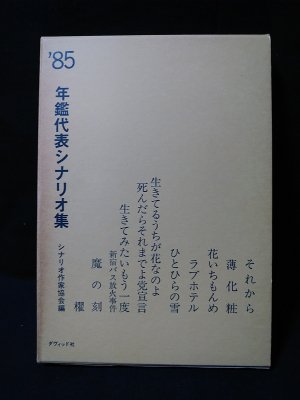 '85
年鑑代表シナリオ集
シナリオ作家協会編
それから
薄化粧
花いちもんめ
ラブホテル
ひとひらの雪
生きてるうちが花なのよ
死んだらそれまでよ党宣言
生きてみたいもう一度
新宿バス放火事件
魔の刻
櫂
ダヴィッド社